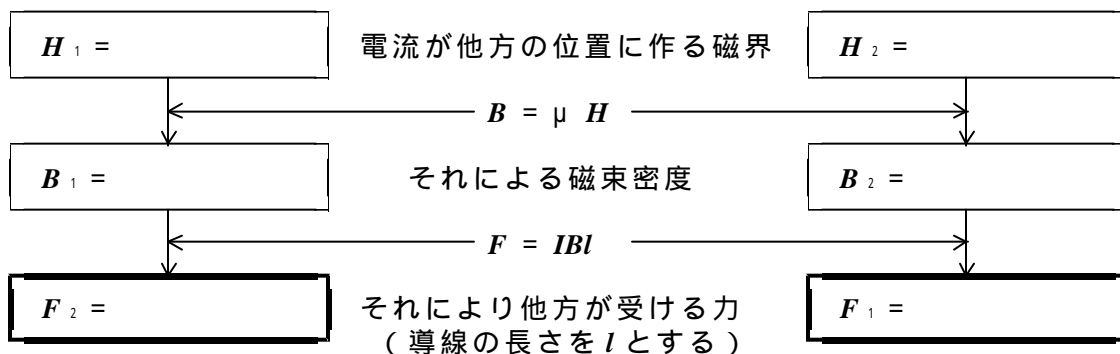 H₁ = 電流が他方の位置に作る磁界 H₂ =
B = μ H
B₁ = それによる磁束密度 B₂ =
F = IBl
F₂ = それにより他方が受ける力 F₁ =
(導線の長さを l とする)